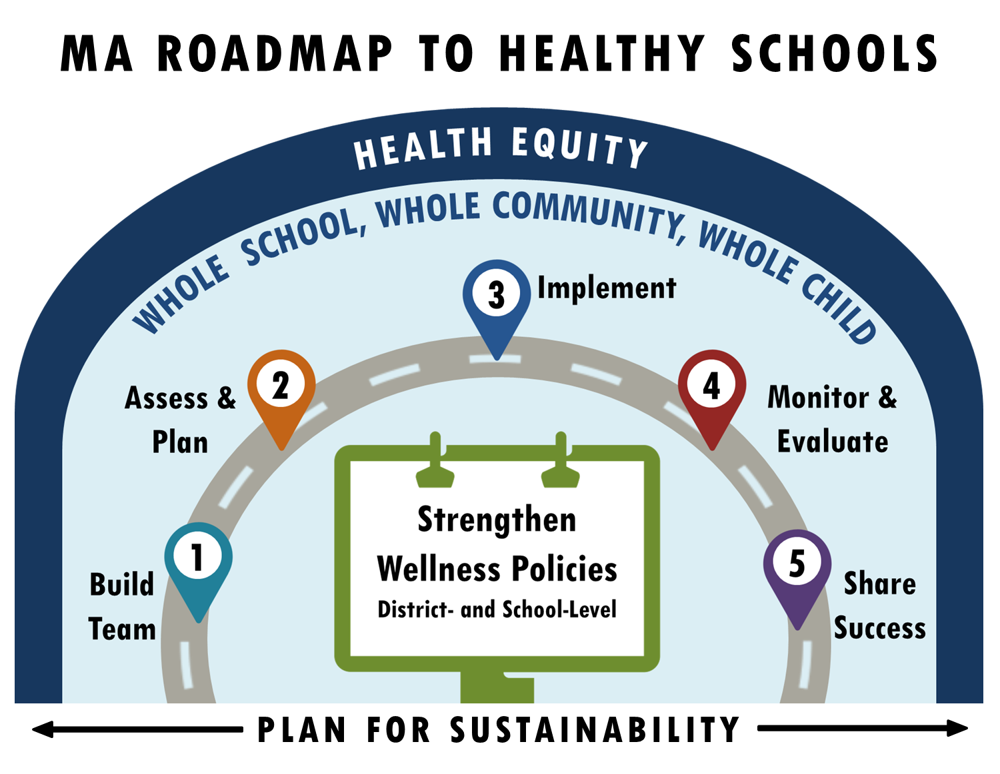 MA ROADMAP TO HEALTHY SCHOOLS
HEALTH EQUITY
WHOLE SCHOOL, WHOLE COMMUNITY, WHOLE CHILD
3
Implement
2
Assess &
Plan
4
Monitor &
Evaluate
1
Build
Team
Strengthen
Wellness Policies
District- and School-Level
5
Share
Success
PLAN FOR SUSTAINABILITY